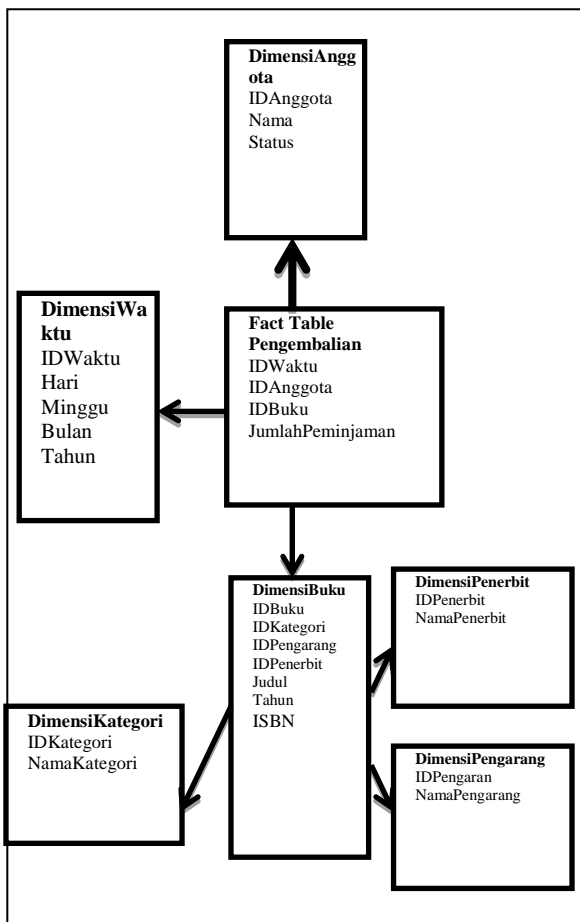 DimensiAngg
ota
IDAnggota
Nama
Status
DimensiWa
ktu
IDWaktu
Hari
Minggu
Bulan
Tahun
Fact Table
Pengembalian
IDWaktu
IDAnggota
IDBuku
JumlahPeminjaman
DimensiBuku
IDBuku
IDKategori
IDPengarang
IDPenerbit
Judul
Tahun
ISBN
DimensiPenerbit
IDPenerbit
NamaPenerbit
DimensiKategori
IDKategori
NamaKategori
DimensiPengarang
IDPengaran
NamaPengarang